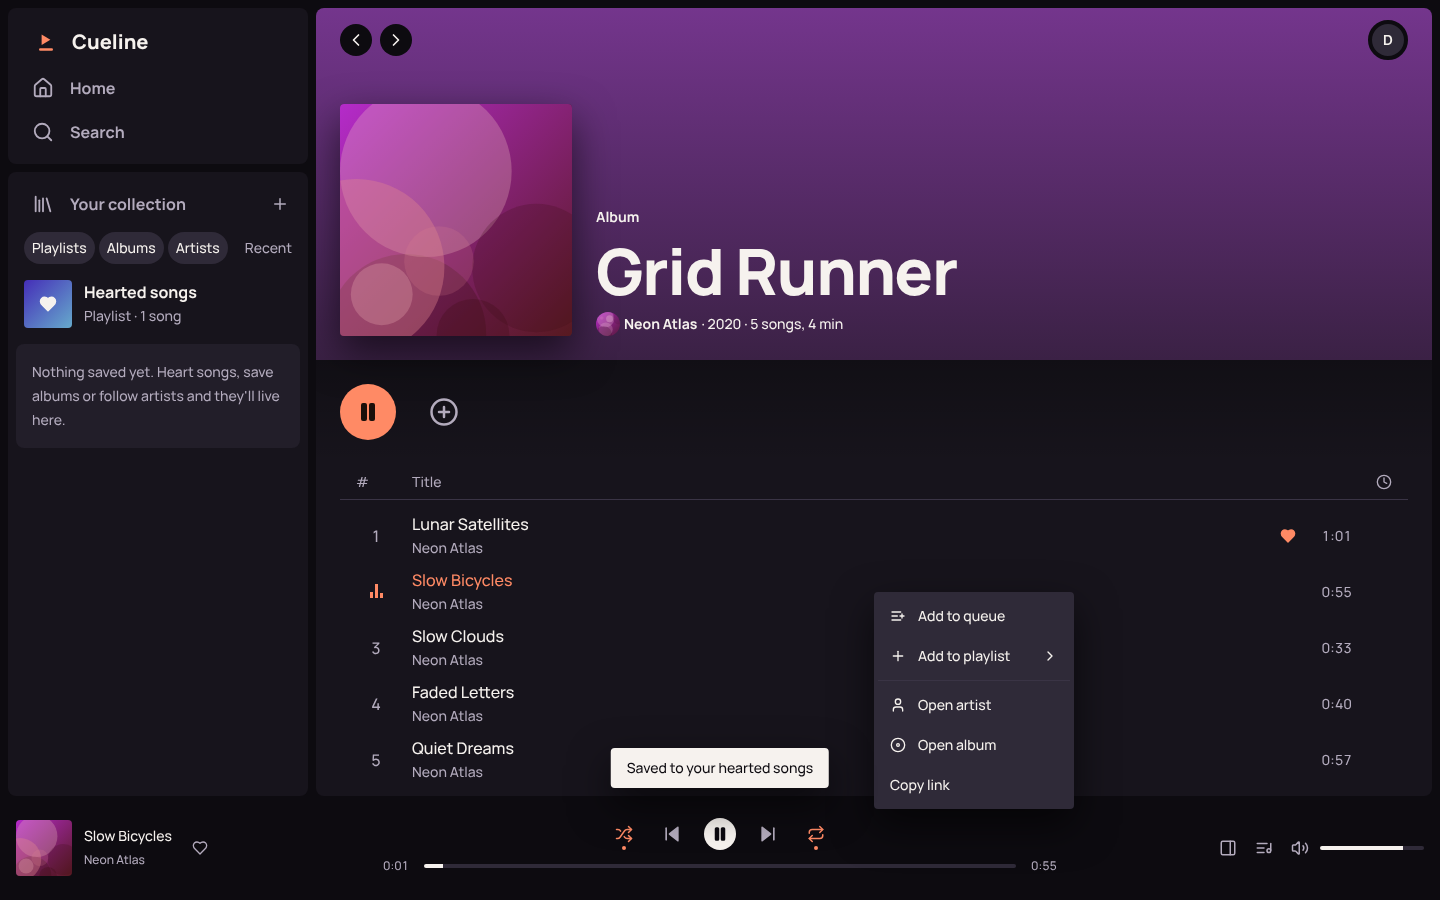 Cueline
Home
Search
Your collection
Playlists Albums Artists Recent
Hearted songs
Playlist · 1 song
Nothing saved yet. Heart songs, save
albums or follow artists and they'll live
here.
D
Album
Grid Runner
Neon Atlas · 2020 · 5 songs, 4 min
# Title
1 Lunar Satellites 1:01
Neon Atlas
Slow Bicycles 0:55
Neon Atlas
3 Slow Clouds 0:33
Neon Atlas
4 Faded Letters 0:40
Neon Atlas
5 Quiet Dreams 0:57
Neon Atlas
Add to queue
Add to playlist
Open artist
Open album
Copy link
Saved to your hearted songs
Slow Bicycles
Neon Atlas
0:01 0:55